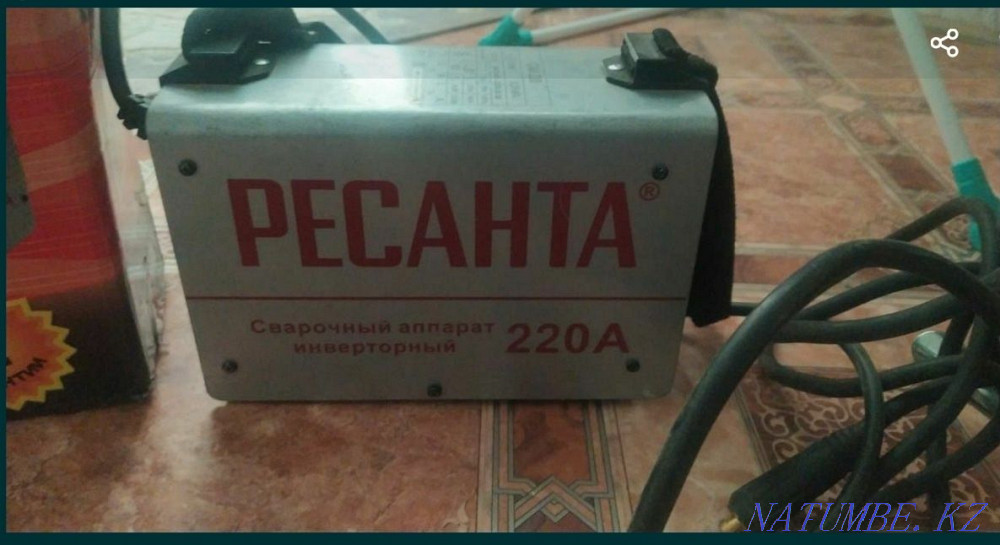 РЕСАНТА®
Сварочный аппарат
инверторный
220А
NATUMBE. KZ